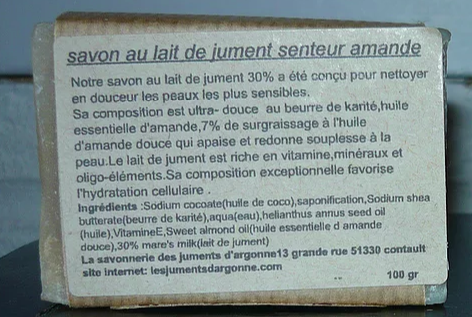 savon au lait de jument senteur amande
Notre savon au lait de jument 30% a été conçu pour nettoyer
en douceur les peaux les plus sensibles.
Sa composition est ultra- douce au beurre de karité,huile
essentielle d'amande,7% de surgraissage à l'huile
d'amande douce qui apaise et redonne souplesse à la
peau.Le lait de jument est riche en vitamine,minéraux et
oligo-éléments.Sa composition exceptionnelle favorise
l'hydratation cellulaire .
Ingrédients :Sodium cocoate(huile de coco),saponification,Sodium shea
butterate(beurre de karité),aqua(eau),helianthus annus seed oil
(huile),VitamineE,Sweet almond oil(huile essentielle d amande
douce),30% mare's milk(lait de jument)
La savonnerie des juments d'argonne13 grande rue 51330 contault
site internet: lesjumentsdargonne.com
100 gr